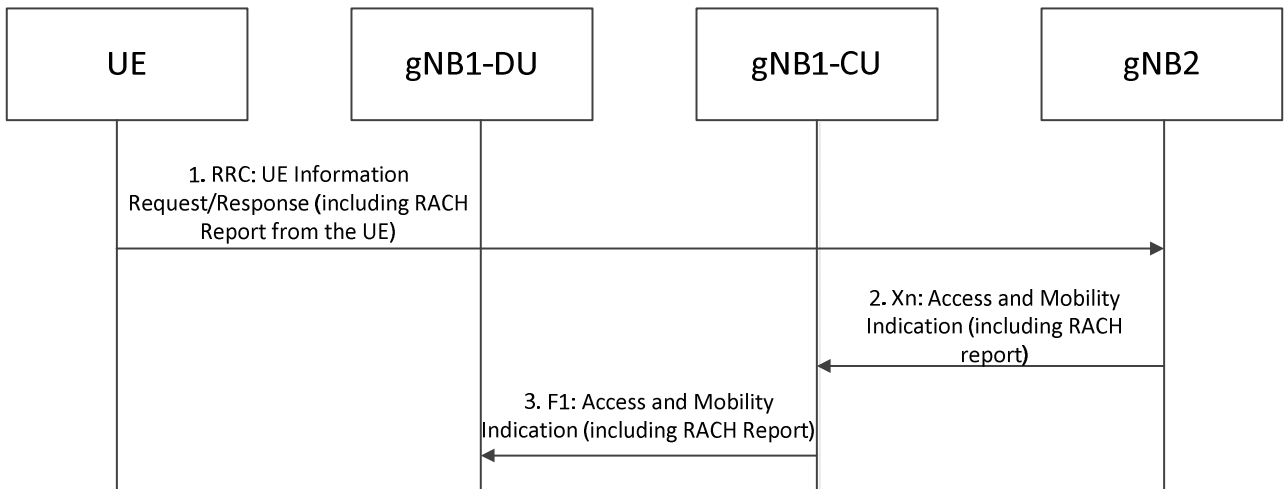 UE
gNB1-DU
gNB1-CU
gNB2
1. RRC: UE Information
Request/Response (including RACH
Report from the UE)
2. Xn: Access and Mobility
Indication (including RACH
report)
3. F1: Access and Mobility
Indication (including RACH Report)